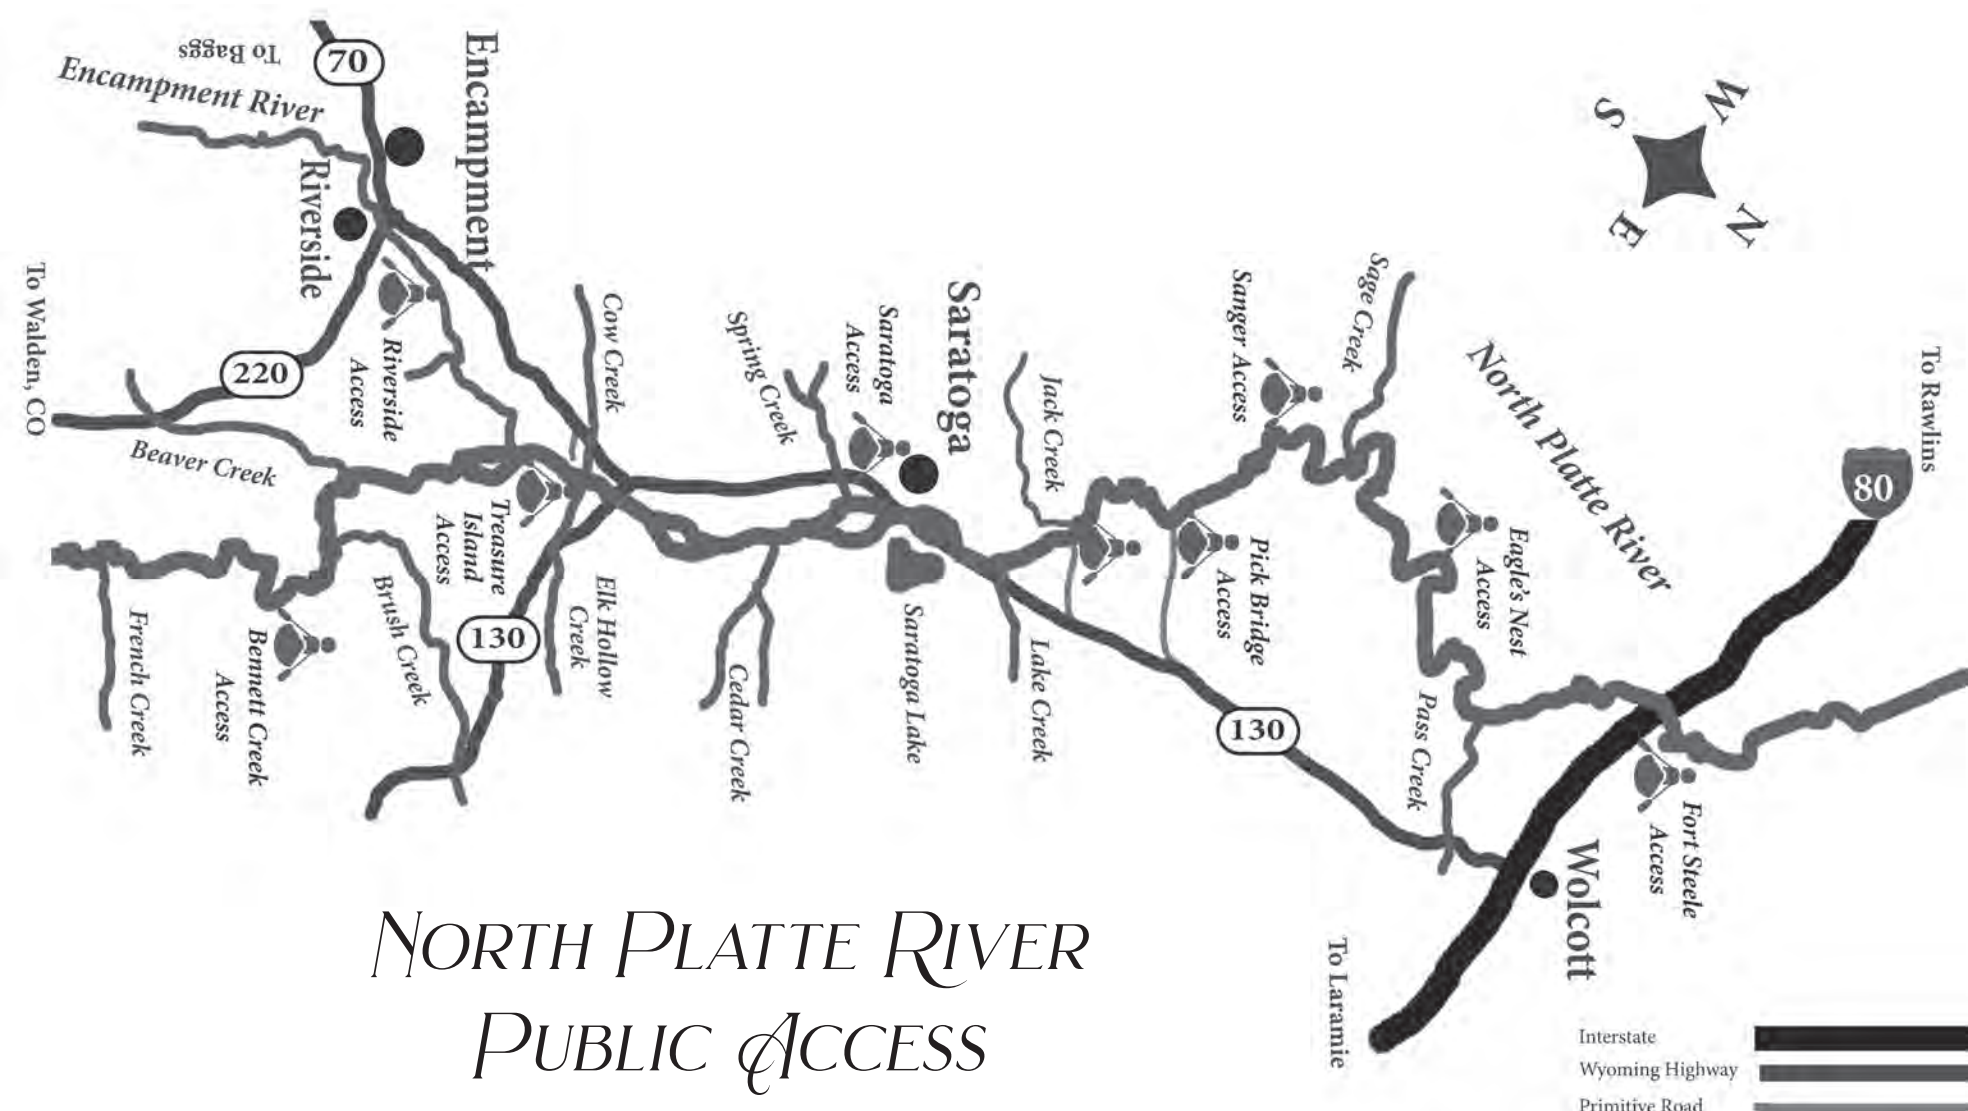 To Baggs
70
Encampment River
Encampment
Riverside
To Walden, CO
220
Riverside
Access
Beaver Creek
Cow Creek
Spring Creek
Saratoga
Access
Saratoga
Jack Creek
Sanger Access
Sage Creek
North Platte River
W
S
N
E
To Rawlins
80
Treasure
Island
Access
Pick Bridge
Access
Eagle's Nest
Access
French Creek
Bennett Creek
Access
Brush Creek
130
Elk Hollow
Creek
Cedar Creek
Saratoga Lake
Lake Creek
130
Pass Creek
Fort Steele
Access
Wolcott
To Laramie
NORTH PLATTE RIVER
PUBLIC ACCESS
Interstate
Wyoming Highway
Primitive Road